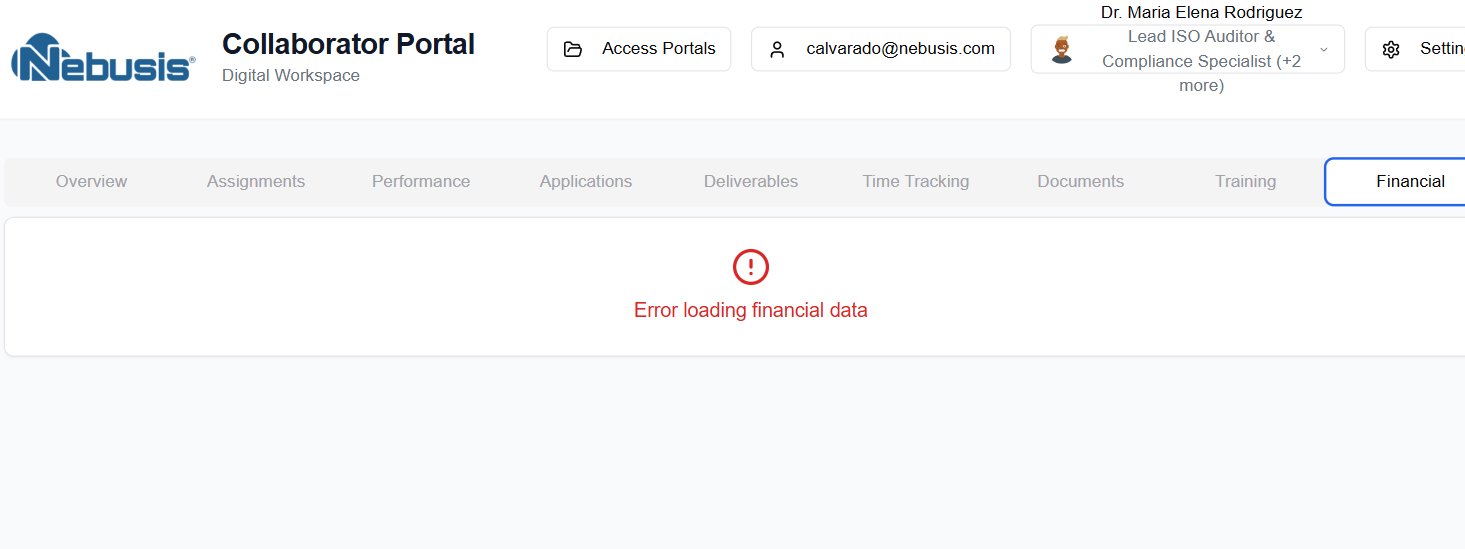 Nebusis®
Collaborator Portal
Digital Workspace
Access Portals
calvarado@nebusis.com
Dr. Maria Elena Rodriguez
Lead ISO Auditor &
Compliance Specialist (+2
more)
Settin
Overview
Assignments
Performance
Applications
Deliverables
Time Tracking
Documents
Training
Financial
Error loading financial data